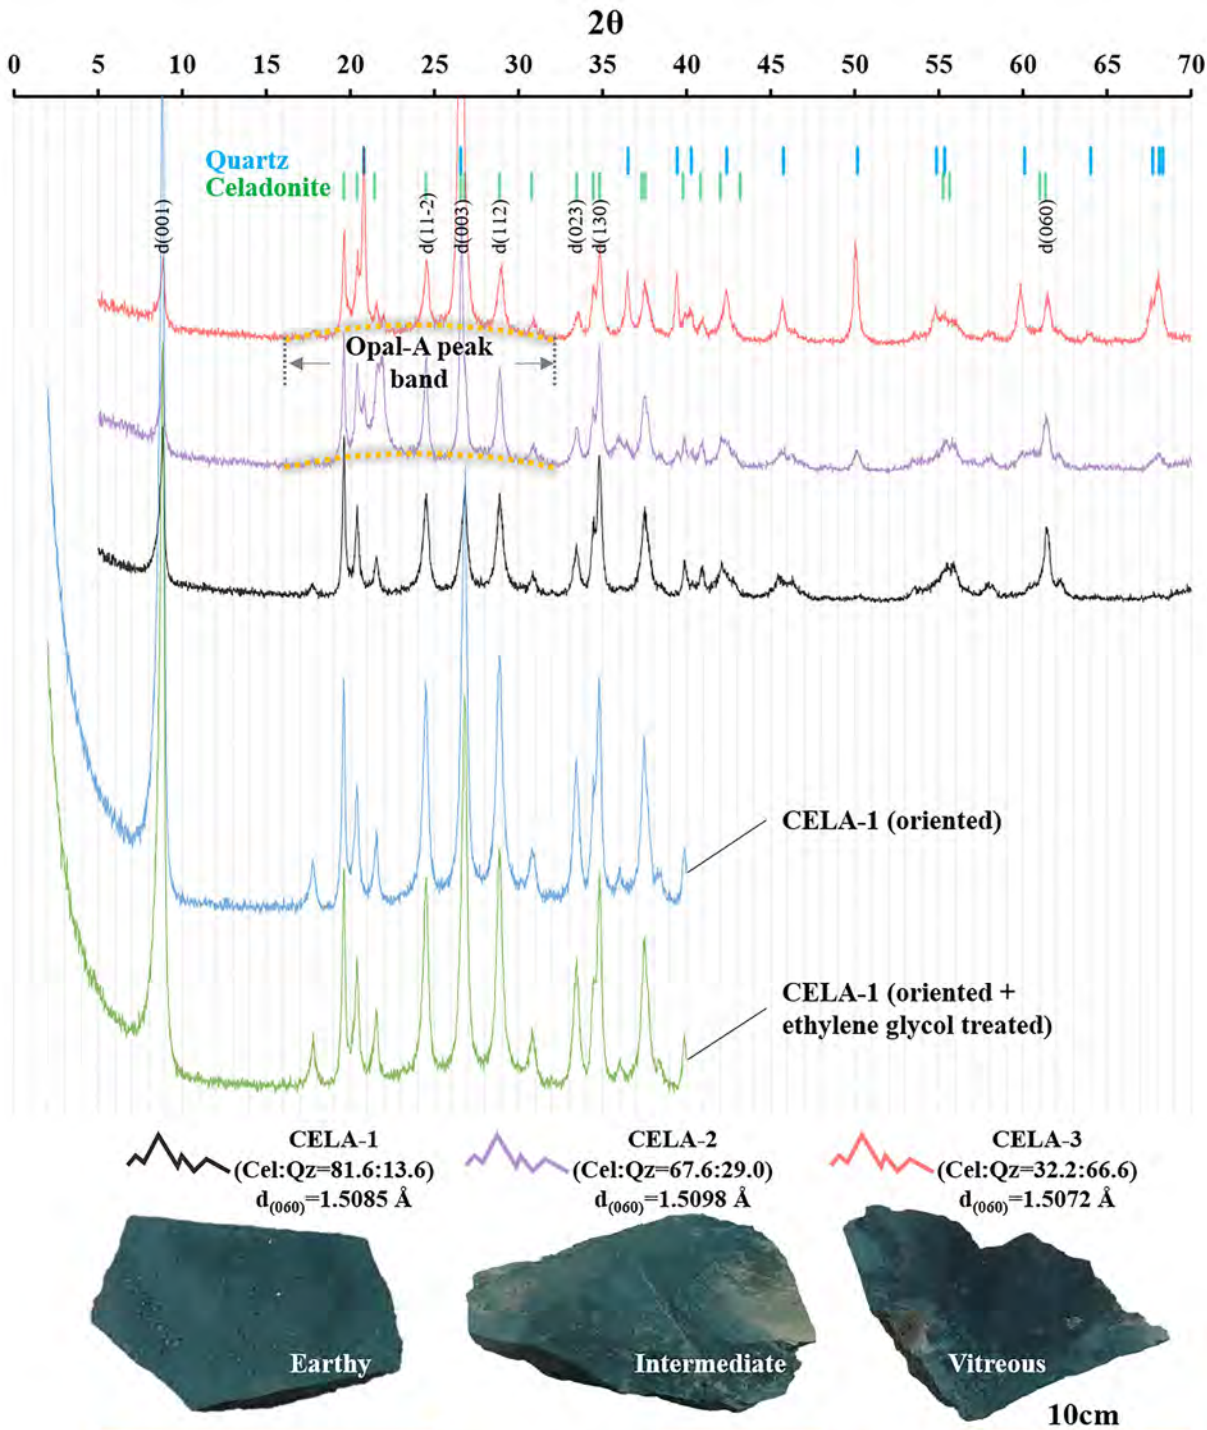 2θ
0 5 10 15 20 25 30 35 40 45 50 55 60 65 70
Quartz
Celadonite
d(001)
d(11-2)
d(003)
d(112)
d(023)
d(130)
d(060)
Opal-A peak
band
CELA-1 (oriented)
CELA-1 (oriented +
ethylene glycol treated)
CELA-1
(Cel:Qz=81.6:13.6)
d(060)=1.5085 Å
CELA-2
(Cel:Qz=67.6:29.0)
d(060)=1.5098 Å
CELA-3
(Cel:Qz=32.2:66.6)
d(060)=1.5072 Å
Earthy
Intermediate
Vitreous
10cm